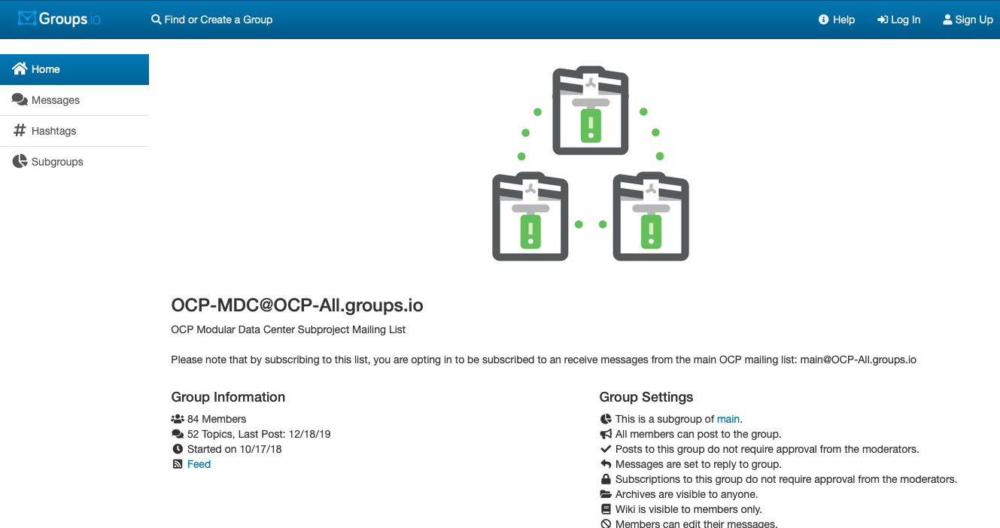 Groups.io
Find or Create a Group
Help
Log In
Sign Up
Home
Messages
Hashtags
Subgroups
OCP-MDC@OCP-All.groups.io
OCP Modular Data Center Subproject Mailing List
Please note that by subscribing to this list, you are opting in to be subscribed to an receive messages from the main OCP mailing list: main@OCP-All.groups.io
Group Information
84 Members
52 Topics, Last Post: 12/18/19
Started on 10/17/18
Feed
Group Settings
This is a subgroup of main.
All members can post to the group.
Posts to this group do not require approval from the moderators.
Messages are set to reply to group.
Subscriptions to this group do not require approval from the moderators.
Archives are visible to anyone.
Wiki is visible to members only.
Members can edit their messages.